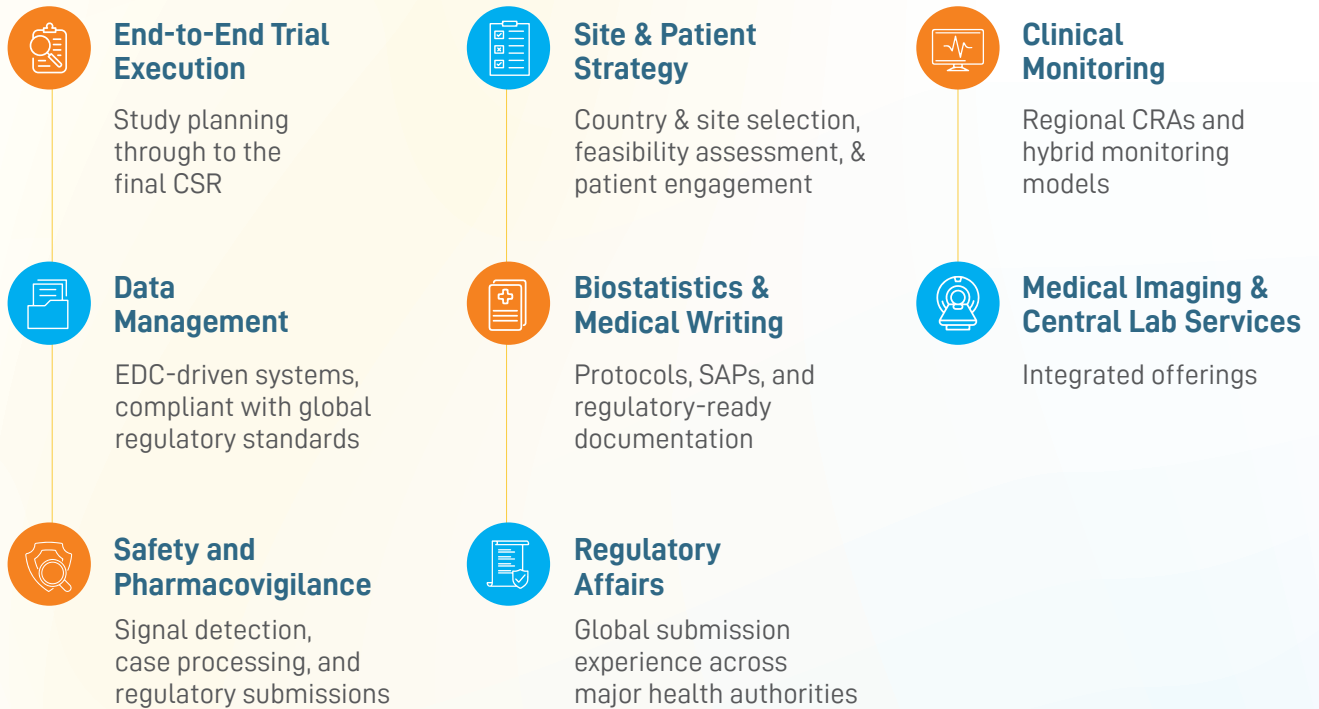 End-to-End Trial
Execution
Study planning
through to the
final CSR
Site & Patient
Strategy
Country & site selection,
feasibility assessment, &
patient engagement
Clinical
Monitoring
Regional CRAs and
hybrid monitoring
models
Data
Management
EDC-driven systems,
compliant with global
regulatory standards
Biostatistics &
Medical Writing
Protocols, SAPs, and
regulatory-ready
documentation
Medical Imaging &
Central Lab Services
Integrated offerings
Safety and
Pharmacovigilance
Signal detection,
case processing, and
regulatory submissions
Regulatory
Affairs
Global submission
experience across
major health authorities